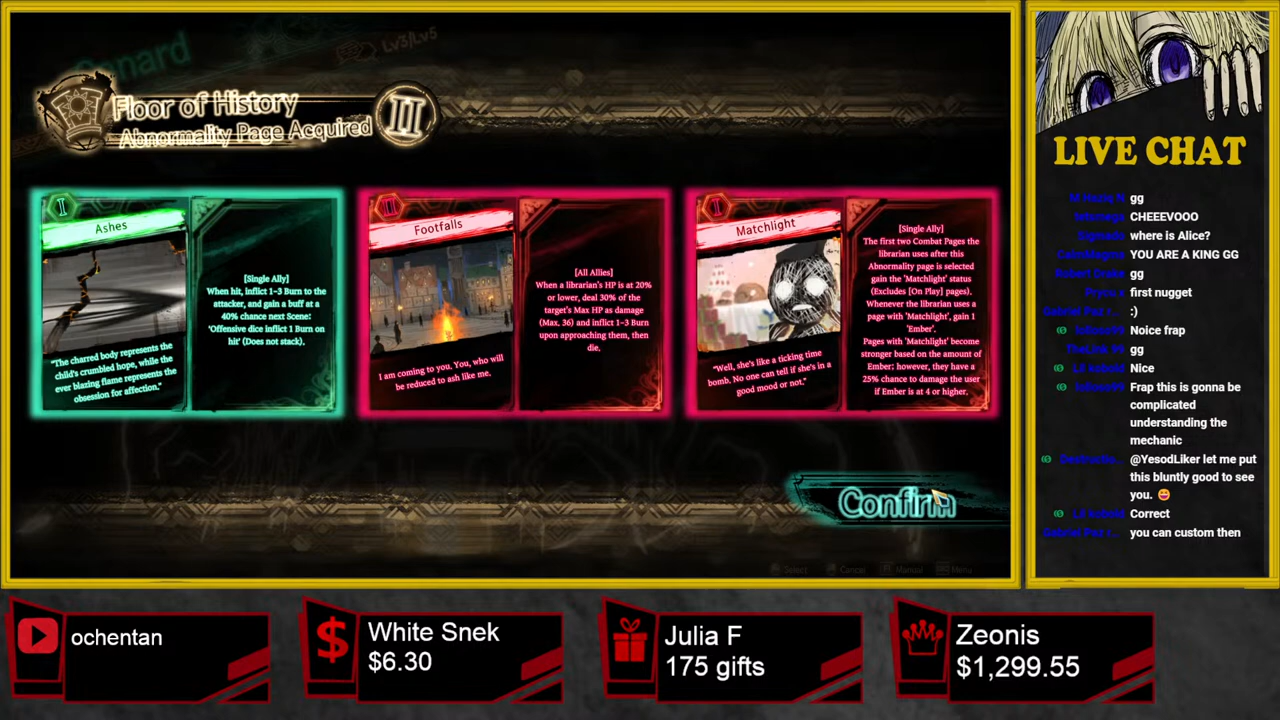 Lv3/Lv5
Floor of History
Abnormality Page Acquired
III
I
Ashes
"The charred body represents the
child's crumbled hope, while the
ever blazing flame represents the
obsession for affection."
[Single Ally]
When hit, inflict 1~3 Burn to the
attacker, and gain a buff at a
40% chance next Scene:
'Offensive dice inflict 1 Burn on
hit' (Does not stack).
Footfalls
I am coming to you. You, who will
be reduced to ash like me.
[All Allies]
When a librarian's HP is at 20%
or lower, deal 30% of the
target's Max HP as damage
(Max, 36) and inflict 1~3 Burn
upon approaching them, then
die.
I
Matchlight
"Well, she's like a ticking time
bomb. No one can tell if she's in a
good mood or not."
[Single Ally]
The first two Combat Pages the
librarian uses after this
Abnormality page is selected
gain the 'Matchlight' status
(Excludes [On Play] pages).
Whenever the librarian uses a
page with 'Matchlight', gain 1
'Ember'.
Pages with 'Matchlight' become
stronger based on the amount of
Ember; however, they have a
25% chance to damage the user
if Ember is at 4 or higher.
Confirm
Select
Cancel
Manual
Menu
LIVE CHAT
gg
CHEEEVOOO
where is Alice?
YOU ARE A KING GG
Robert Drake gg
first nugget
:)
Noice frap
gg
Lil kobold Nice
Frap this is gonna be
complicated
understanding the
mechanic
@YesodLiker let me put
this bluntly good to see
you.
Lil kobold Correct
you can custom then
ochentan
White Snek
$6.30
Julia F
175 gifts
Zeonis
$1,299.55